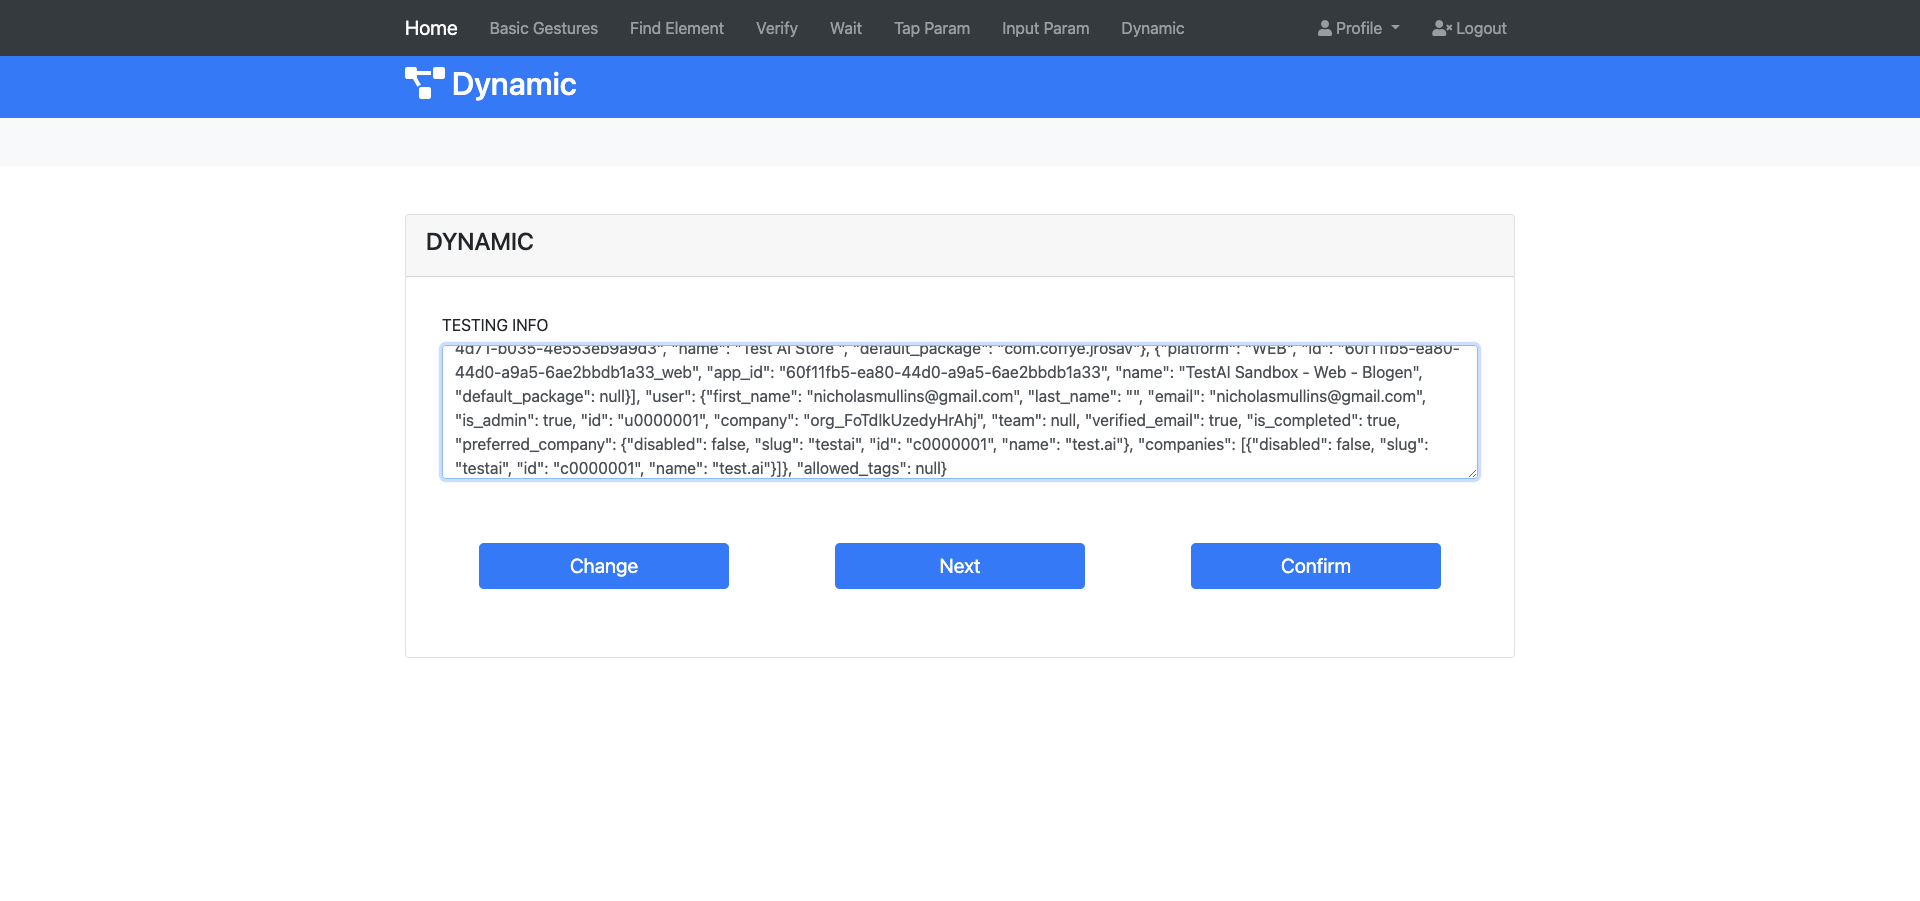 Home Basic Gestures Find Element Verify Wait Tap Param Input Param Dynamic Profile Logout
Dynamic
DYNAMIC
TESTING INFO
4d71-b035-4e553eb9a9d3", "name": "Test AI Store ", "default_package": "com.coffye.jrosav"}, {"platform": "WEB", "id": "60f11fb5-ea80-
44d0-a9a5-6ae2bbdb1a33_web", "app_id": "60f11fb5-ea80-44d0-a9a5-6ae2bbdb1a33", "name": "TestAI Sandbox - Web - Blogen",
"default_package": null}], "user": {"first_name": "nicholasmullins@gmail.com", "last_name": "", "email": "nicholasmullins@gmail.com",
"is_admin": true, "id": "u0000001", "company": "org_FoTdIkUzedyHrAhj", "team": null, "verified_email": true, "is_completed": true,
"preferred_company": {"disabled": false, "slug": "testai", "id": "c0000001", "name": "test.ai"}, "companies": [{"disabled": false, "slug":
"testai", "id": "c0000001", "name": "test.ai"}]}, "allowed_tags": null}
Change Next Confirm